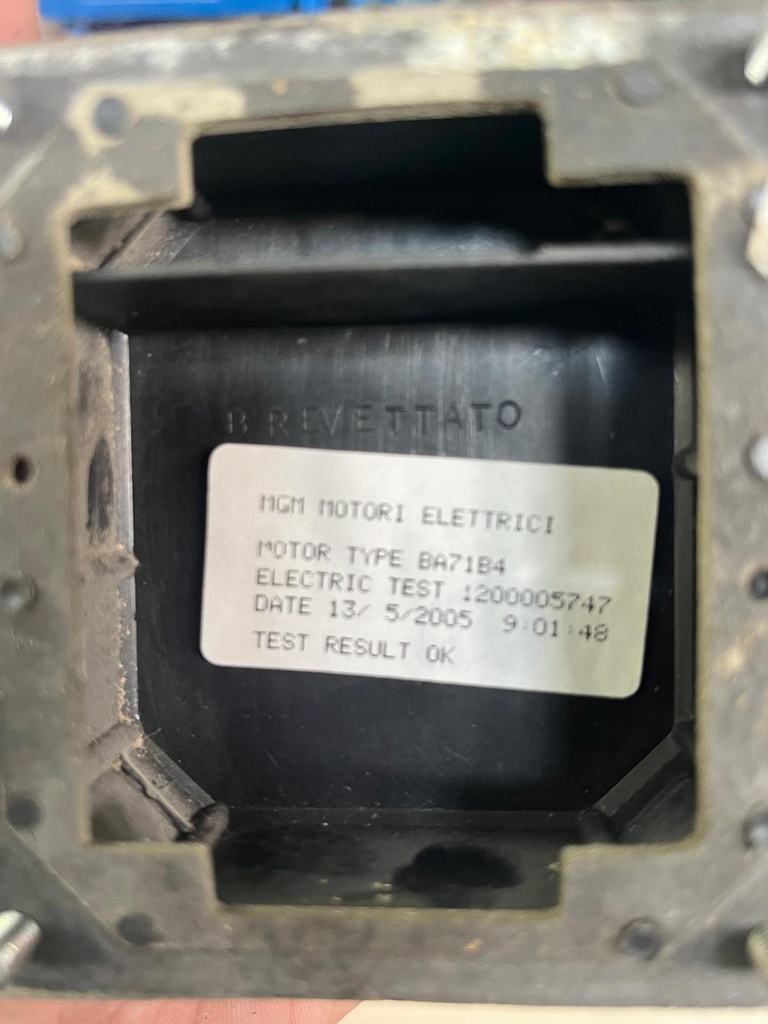 BREVETTATO
MGM MOTORI ELETTRICI
MOTOR TYPE BA71B4
ELECTRIC TEST 1200005747
DATE 13/ 5/2005 9:01:48
TEST RESULT OK